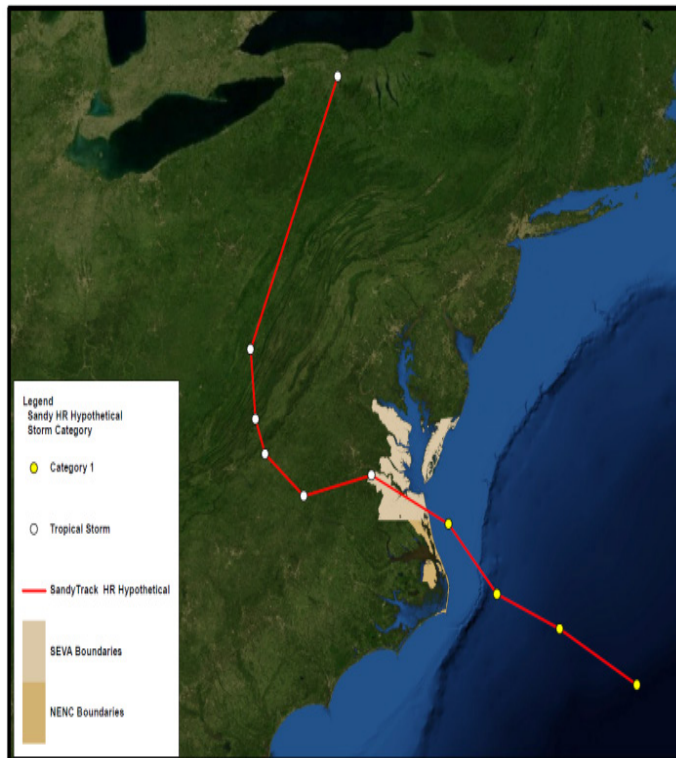 Legend
Sandy HR Hypothetical
Storm Category
Category 1
Tropical Storm
SandyTrack HR Hypothetical
SEVA Boundaries
NENC Boundaries